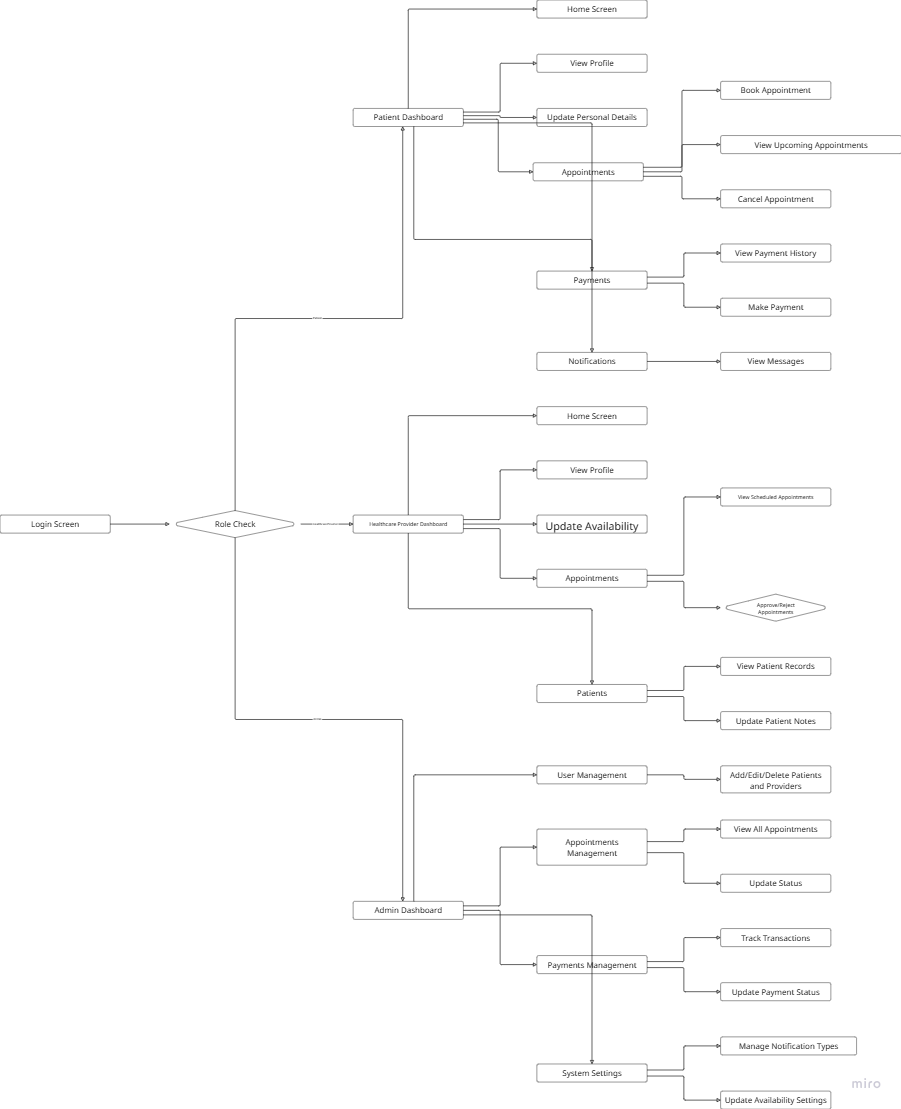 Home Screen
View Profile
Book Appointment
Patient Dashboard
Update Personal Details
View Upcoming Appointments
Appointments
Cancel Appointment
View Payment History
Payments
Make Payment
Notifications
View Messages
Home Screen
View Profile
View Scheduled Appointments
Login Screen
Role Check
Healthcare Provider Dashboard
Update Availability
Appointments
Approve/Reject
Appointments
View Patient Records
Patients
Update Patient Notes
User Management
Add/Edit/Delete Patients
and Providers
View All Appointments
Appointments
Management
Update Status
Admin Dashboard
Track Transactions
Payments Management
Update Payment Status
Manage Notification Types
System Settings
miro
Update Availability Settings